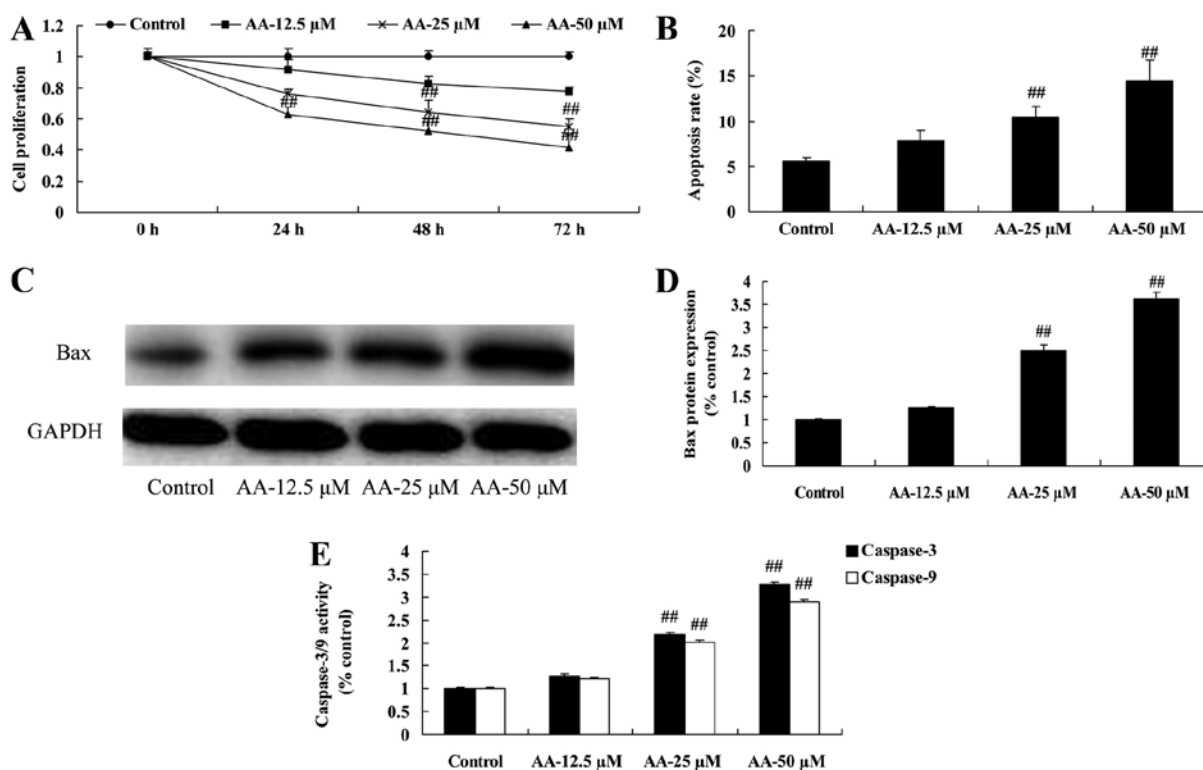 A
Control AA-12.5 μM AA-25 μM AA-50 μM
Cell proliferation
1.2
1
0.8
0.6
0.4
0.2
0
##
##
##
##
##
0 h 24 h 48 h 72 h
B
Apoptosis rate (%)
20
15
10
5
0
##
##
Control AA-12.5 μM AA-25 μM AA-50 μM
C
Bax
GAPDH
Control AA-12.5 μM AA-25 μM AA-50 μM
D
Bax protein expression
(% control)
4
3.5
3
2.5
2
1.5
1
0.5
0
##
##
Control AA-12.5 μM AA-25 μM AA-50 μM
E
Caspase-3
Caspase-9
Caspase-3/9 activity
(% control)
4
3.5
3
2.5
2
1.5
1
0.5
0
## ##
## ##
Control AA-12.5 μM AA-25 μM AA-50 μM